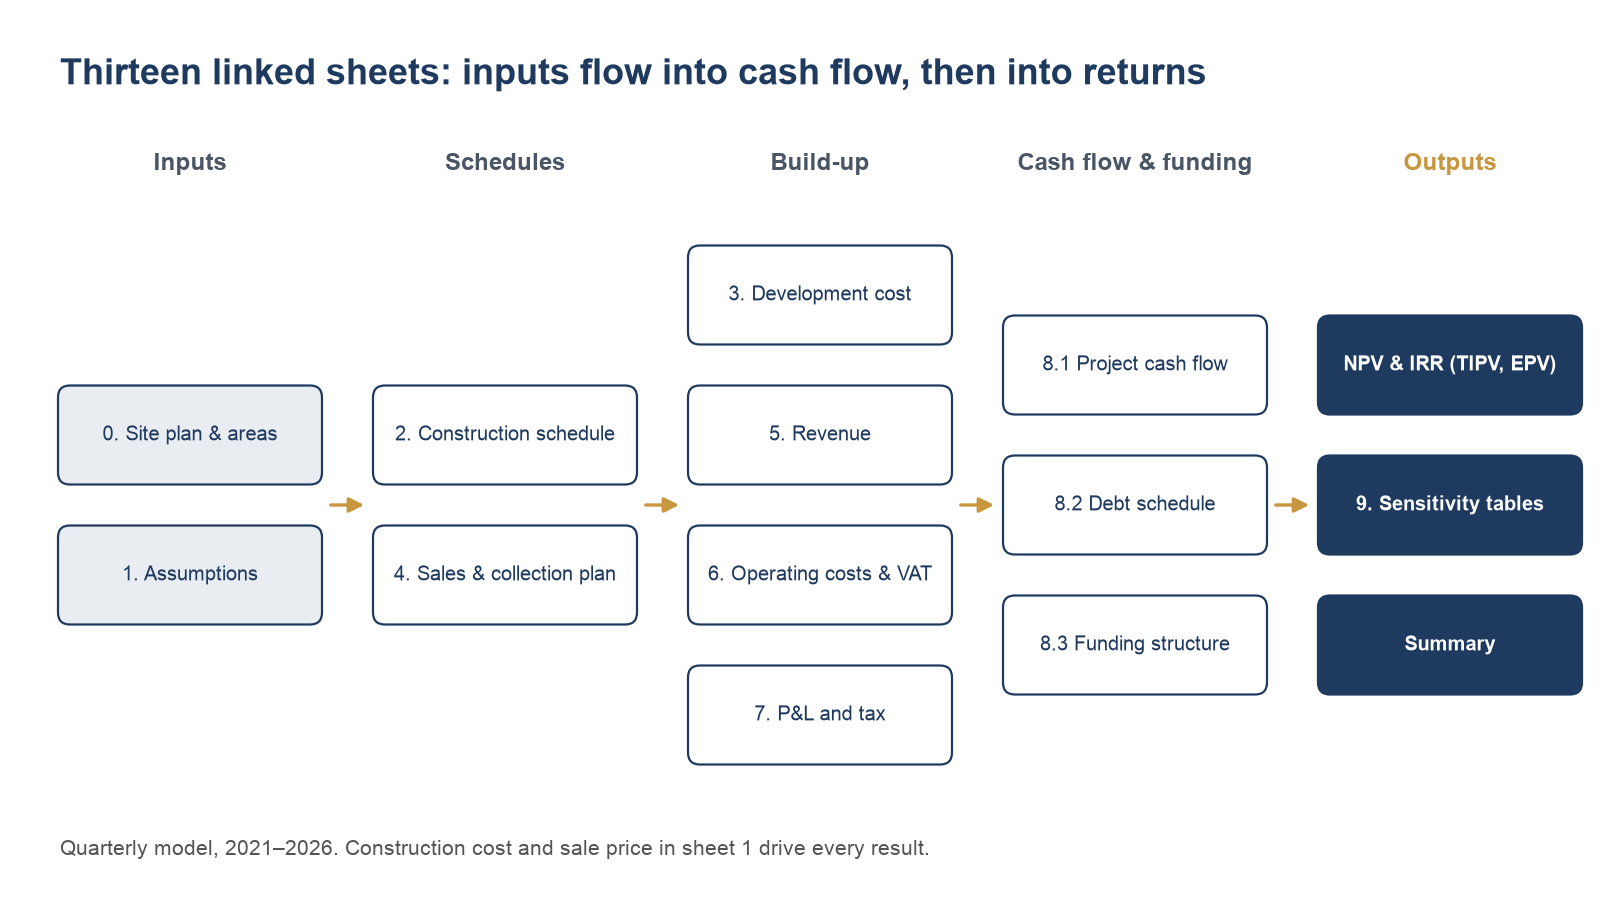 Thirteen linked sheets: inputs flow into cash flow, then into returns
Inputs
Schedules
Build-up
Cash flow & funding
Outputs
0. Site plan & areas
1. Assumptions
2. Construction schedule
4. Sales & collection plan
3. Development cost
5. Revenue
6. Operating costs & VAT
7. P&L and tax
8.1 Project cash flow
8.2 Debt schedule
8.3 Funding structure
NPV & IRR (TIPV, EPV)
9. Sensitivity tables
Summary
Quarterly model, 2021–2026. Construction cost and sale price in sheet 1 drive every result.